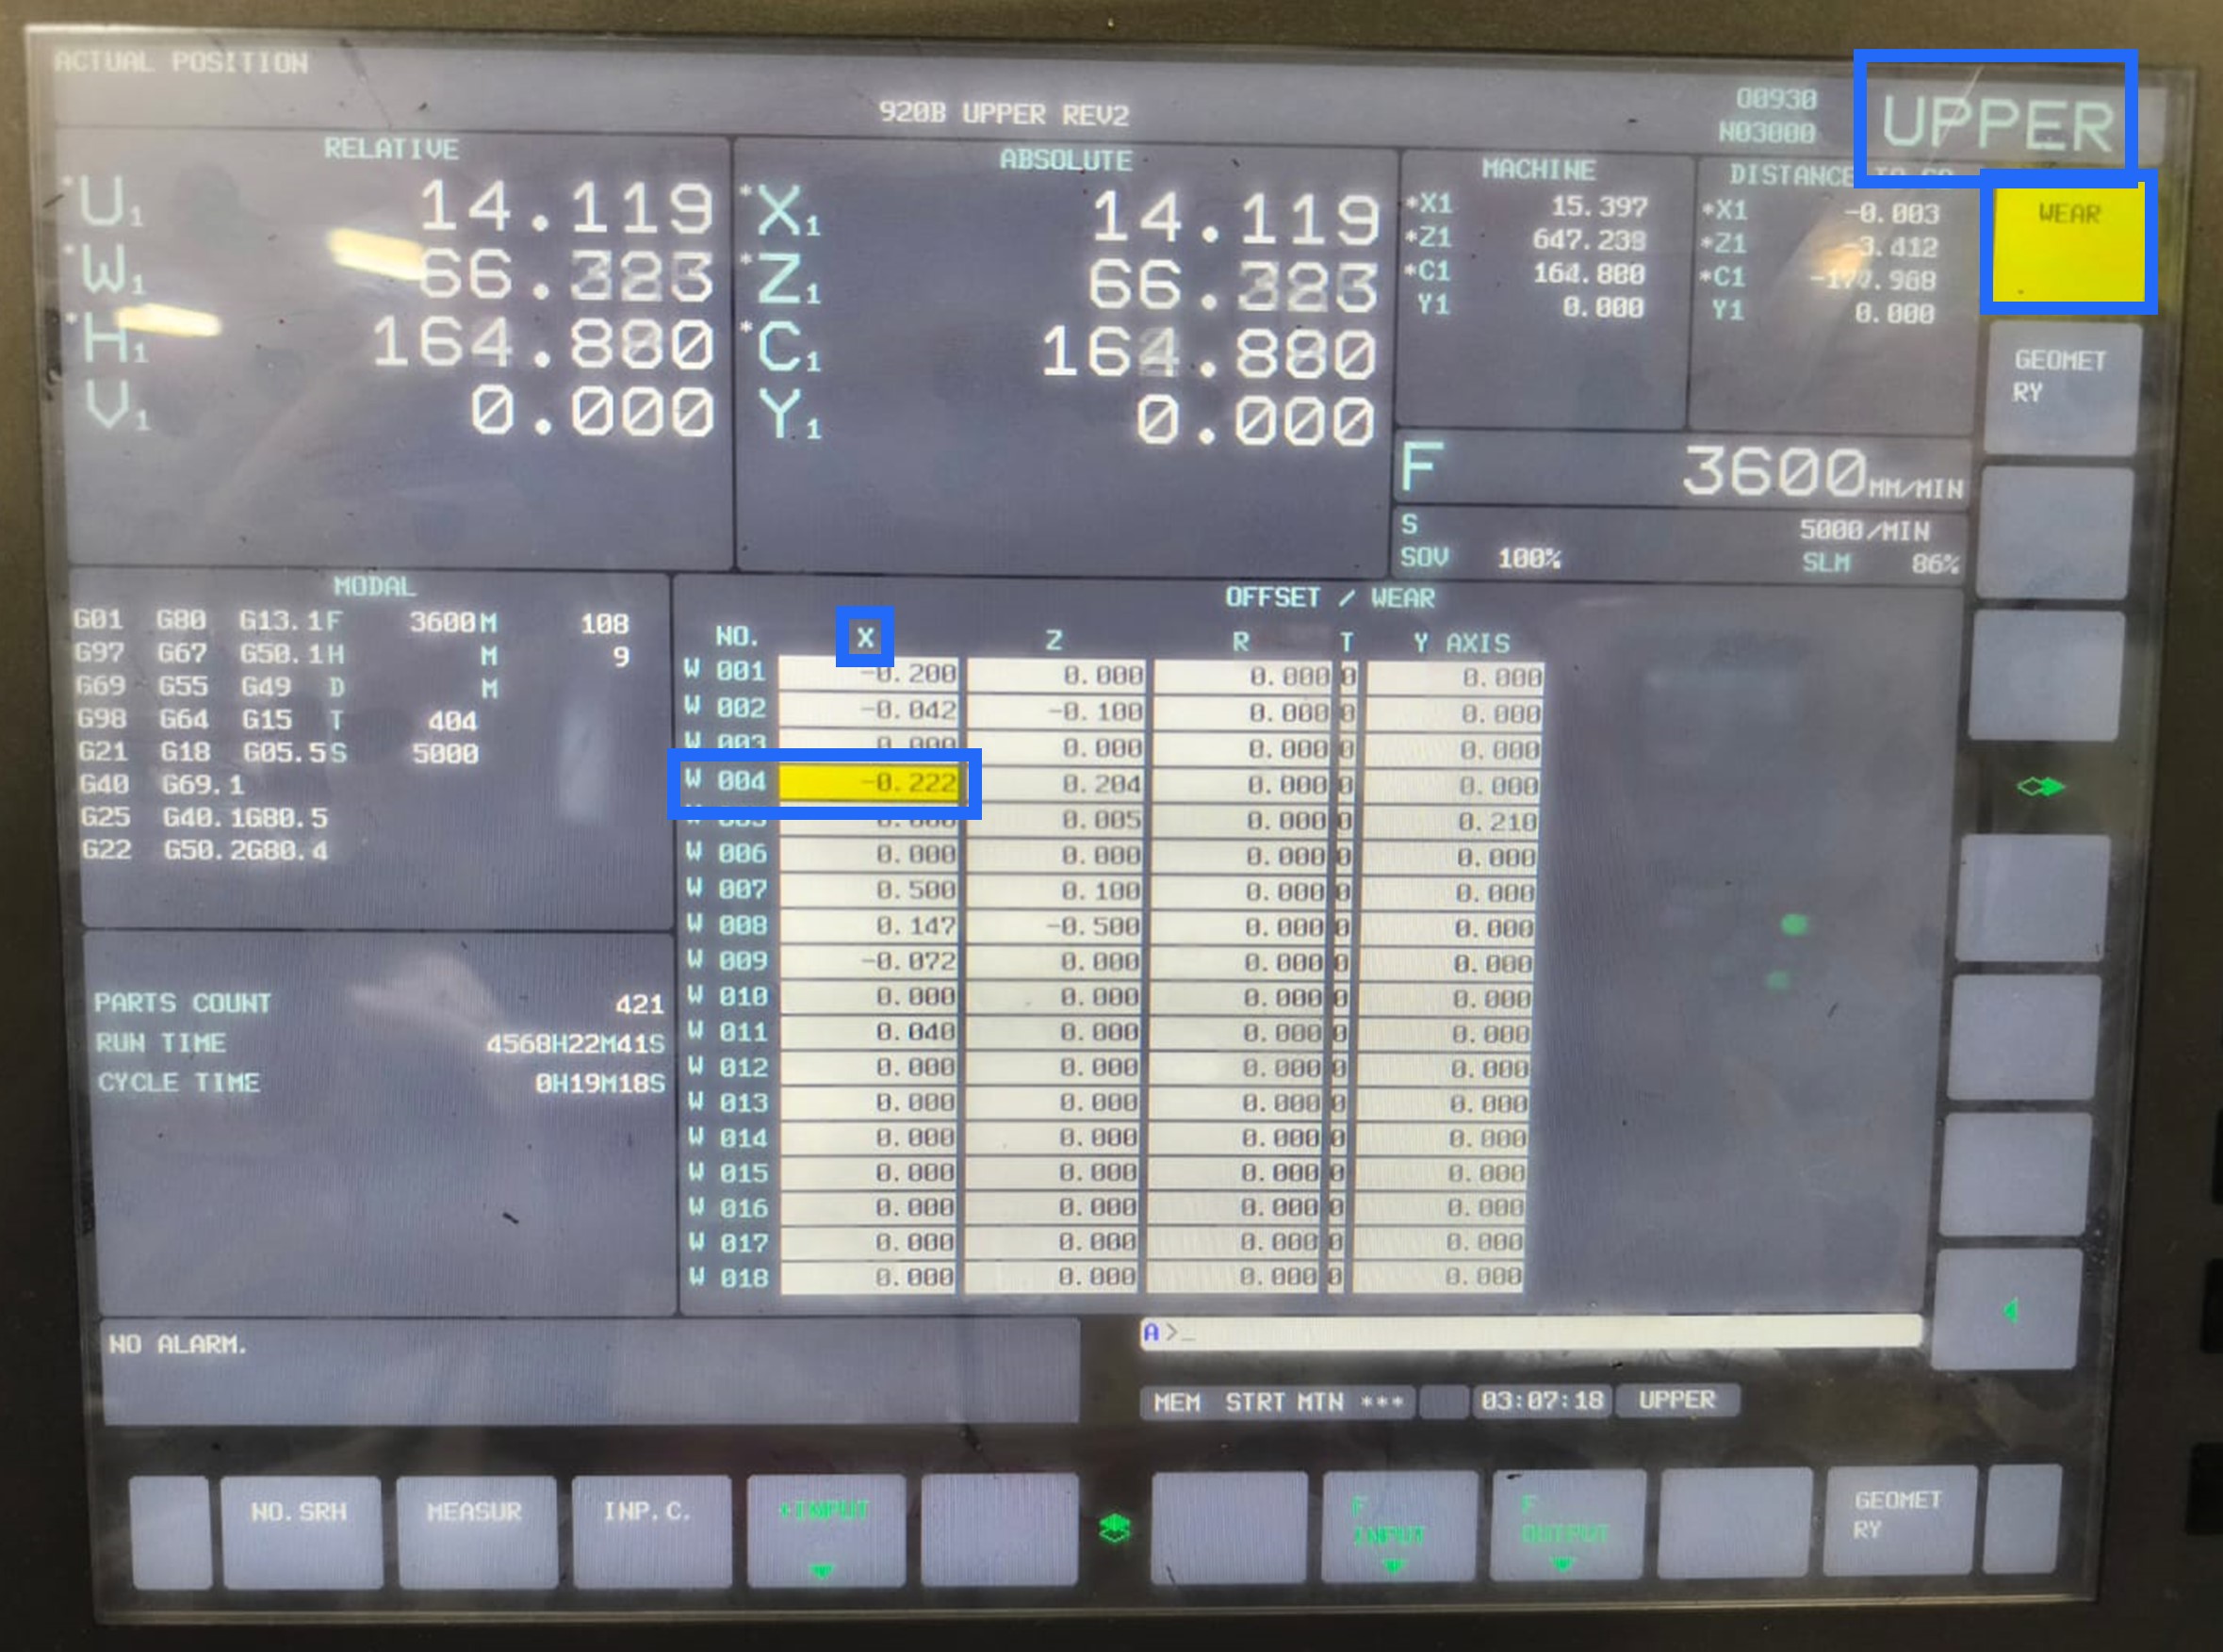 ACTUAL POSITION
920B UPPER REV2
O0930
N03000
UPPER
RELATIVE
*U1 14.119
*W1 66.323
*H1 164.880
V1 0.000
ABSOLUTE
*X1 14.119
*Z1 66.323
*C1 164.880
Y1 0.000
MACHINE
*X1 15.397
*Z1
*C1
Y1 0.000
DISTANCE
*X1 -0.003
*Z1 -3.412
*C1
Y1 0.000
WEAR
GEOMET
RY
F 3600 MM/MIN
S 5000/MIN
SOV 100% SLM 86%
MODAL
G01 G80 G13.1 F 3600 M 108
G97 G67 G50.1 H M 9
G69 G55 G49 D M
G98 G64 G15 T 404
G21 G18 G05.5 S 5000
G40 G69.1
G25 G40.1 G80.5
G22 G50.2 G80.4
OFFSET / WEAR
NO. X Z R T Y AXIS
W 001 -0.200 0.000 0.000 0 0.000
W 002 -0.042 -0.100 0.000 0 0.000
W 003 0.000 0.000 0.000 0 0.000
W 004 -0.222 0.204 0.000 0 0.000
W 005 0.000 0.005 0.000 0 0.210
W 006 0.000 0.000 0.000 0 0.000
W 007 0.500 0.100 0.000 0 0.000
W 008 0.147 -0.500 0.000 0 0.000
W 009 -0.072 0.000 0.000 0 0.000
W 010 0.000 0.000 0.000 0 0.000
W 011 0.040 0.000 0.000 0 0.000
W 012 0.000 0.000 0.000 0 0.000
W 013 0.000 0.000 0.000 0 0.000
W 014 0.000 0.000 0.000 0 0.000
W 015 0.000 0.000 0.000 0 0.000
W 016 0.000 0.000 0.000 0 0.000
W 017 0.000 0.000 0.000 0 0.000
W 018 0.000 0.000 0.000 0 0.000
PARTS COUNT 421
RUN TIME 4568H22M41S
CYCLE TIME 0H19M18S
NO ALARM.
A>_
MEM STRT MTN *** 03:07:18 UPPER
NO.SRH
MEASUR
INP.C.
+INPUT
F
INPUT
F
OUTPUT
GEOMET
RY